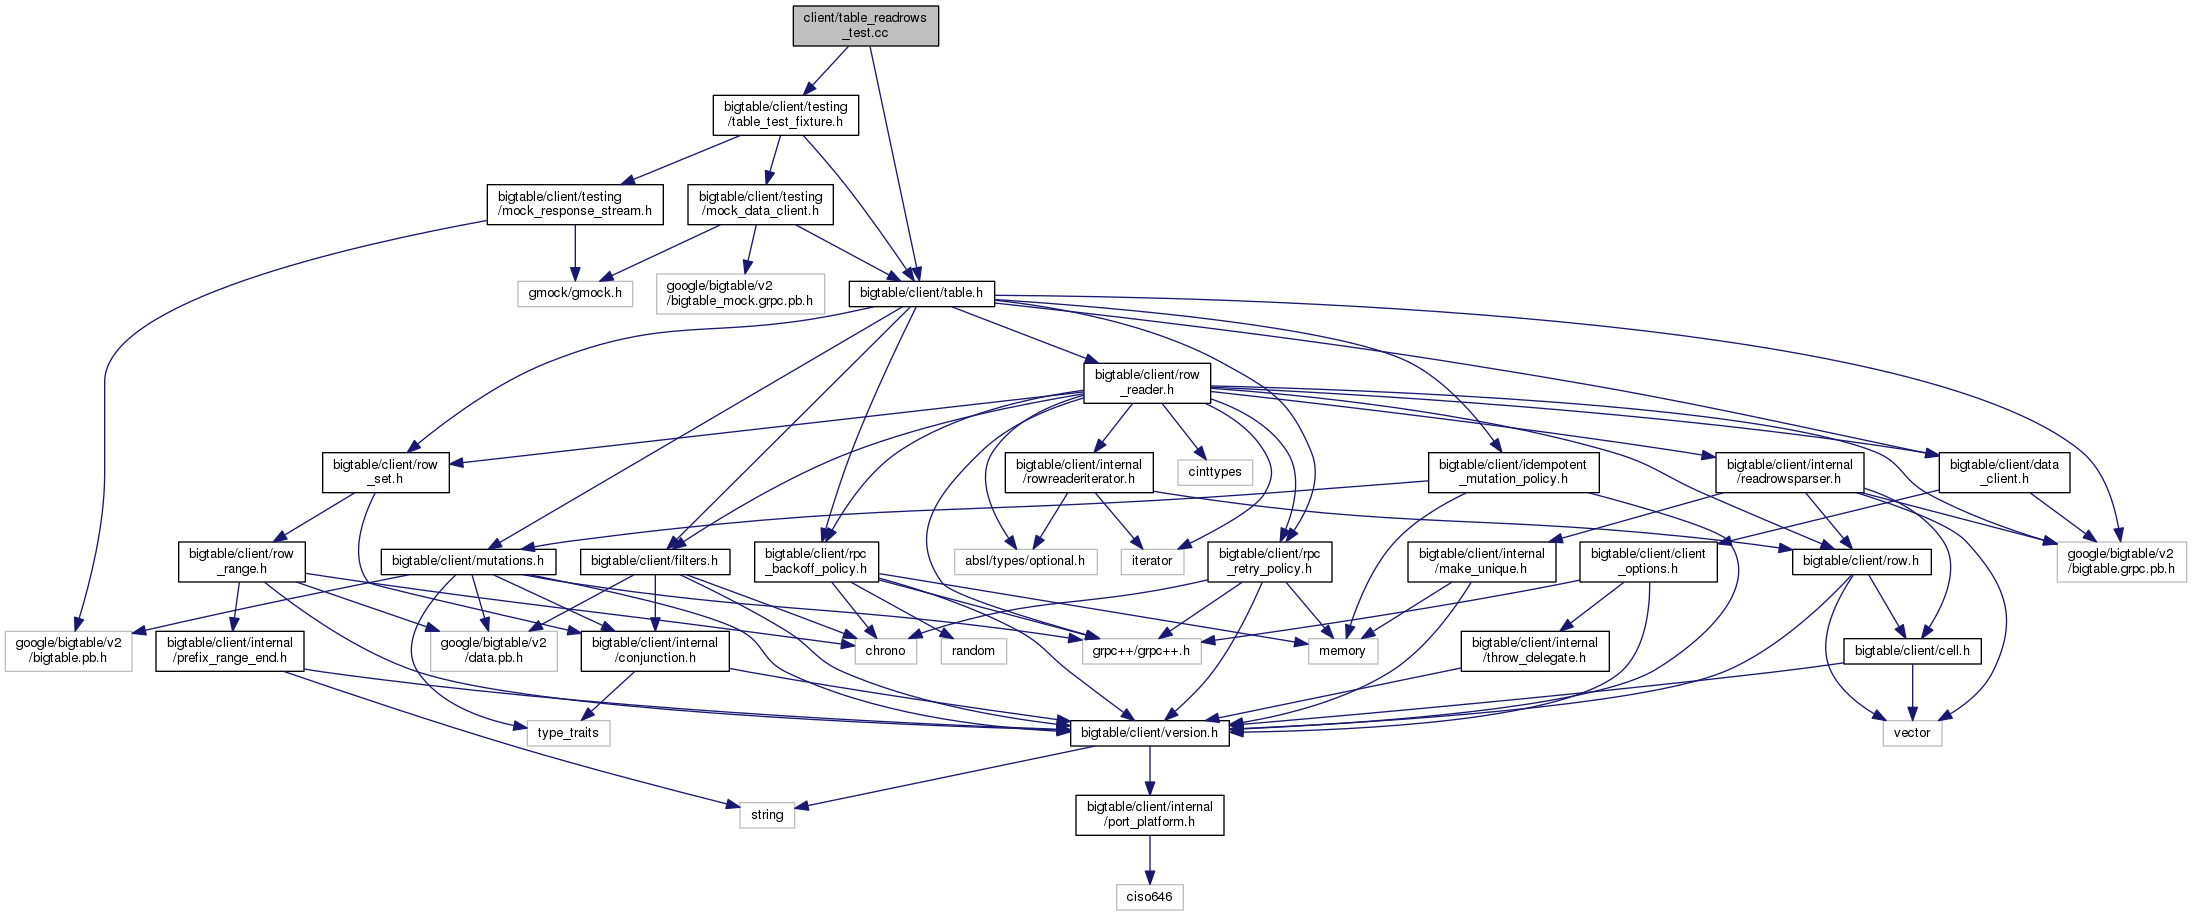 client/table_readrows
_test.cc
bigtable/client/testing
/table_test_fixture.h
bigtable/client/testing
/mock_response_stream.h
bigtable/client/testing
/mock_data_client.h
gmock/gmock.h
google/bigtable/v2
/bigtable_mock.grpc.pb.h
bigtable/client/table.h
bigtable/client/row
_reader.h
bigtable/client/row
_set.h
bigtable/client/internal
/rowreaderiterator.h
cinttypes
bigtable/client/idempotent
_mutation_policy.h
bigtable/client/internal
/readrowsparser.h
bigtable/client/data
_client.h
bigtable/client/row
_range.h
bigtable/client/mutations.h
bigtable/client/filters.h
bigtable/client/rpc
_backoff_policy.h
absl/types/optional.h
iterator
bigtable/client/rpc
_retry_policy.h
bigtable/client/internal
/make_unique.h
bigtable/client/client
_options.h
bigtable/client/row.h
google/bigtable/v2
/bigtable.grpc.pb.h
google/bigtable/v2
/bigtable.pb.h
bigtable/client/internal
/prefix_range_end.h
google/bigtable/v2
/data.pb.h
bigtable/client/internal
/conjunction.h
chrono
random
grpc++/grpc++.h
memory
bigtable/client/internal
/throw_delegate.h
bigtable/client/cell.h
type_traits
bigtable/client/version.h
vector
string
bigtable/client/internal
/port_platform.h
ciso646